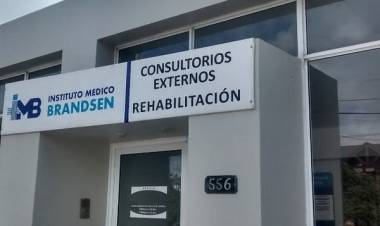 iMB
INSTITUTO MEDICO
BRANDSEN
CONSULTORIOS
EXTERNOS
REHABILITACIÓN
556